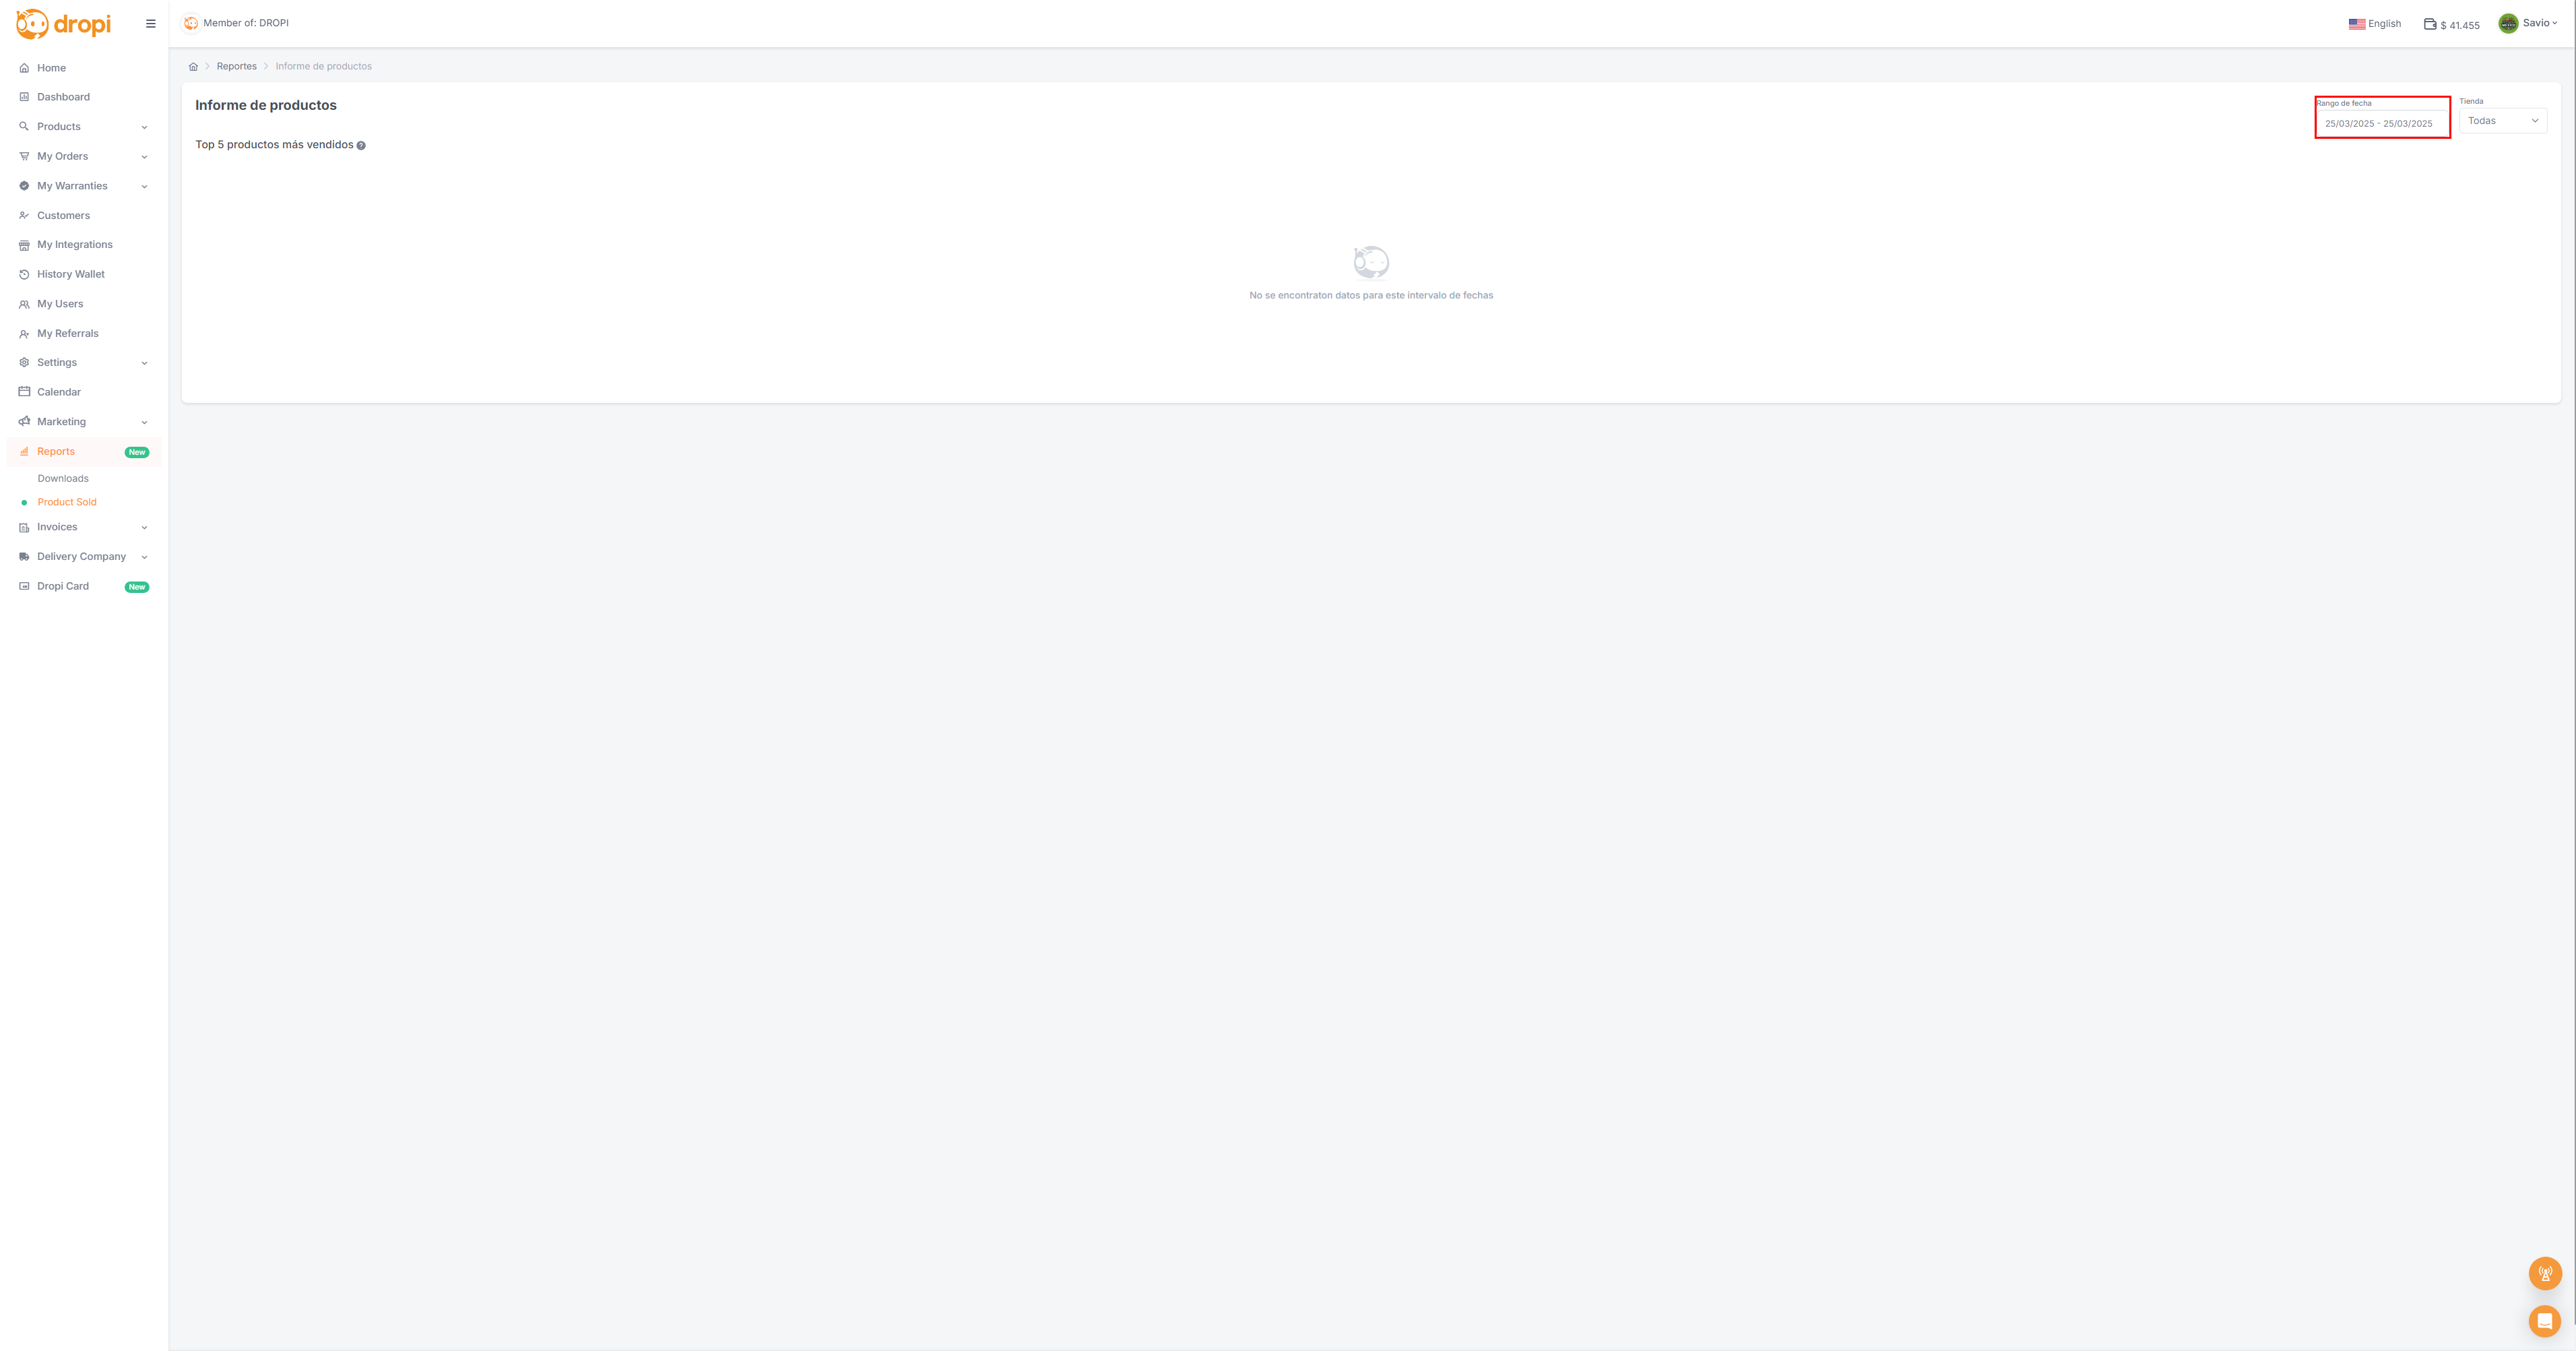 dropi
Member of: DROPI
English
$ 41.455
Savio
Home
Dashboard
Products
My Orders
My Warranties
Customers
My Integrations
History Wallet
My Users
My Referrals
Settings
Calendar
Marketing
Reports New
Downloads
Product Sold
Invoices
Delivery Company
Dropi Card New
Reportes
Informe de productos
Informe de productos
Rango de fecha
25/03/2025 - 25/03/2025
Tienda
Todas
Top 5 productos más vendidos ?
No se encontraton datos para este intervalo de fechas